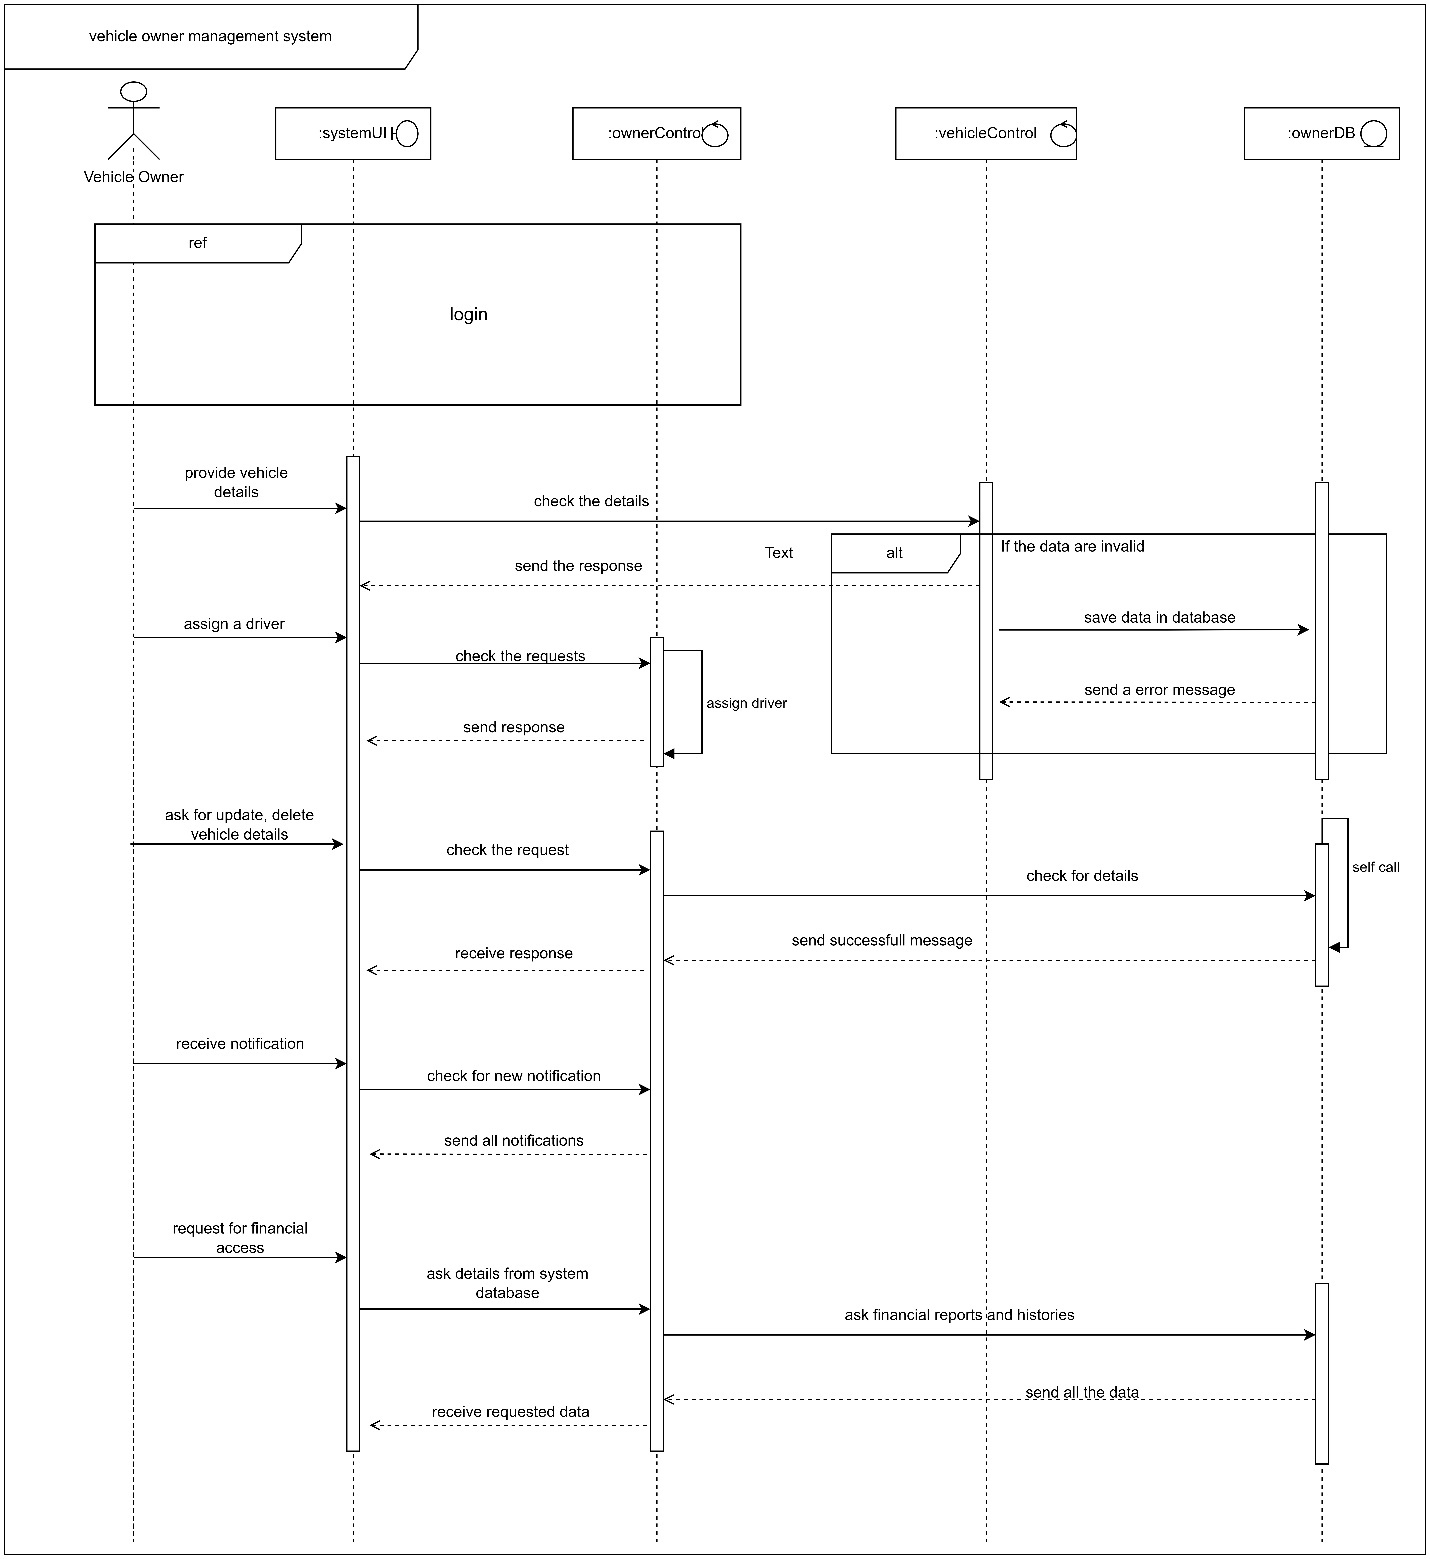 vehicle owner management system
:systemUI
:ownerControl
:vehicleControl
:ownerDB
Vehicle Owner
ref
login
provide vehicle
details
check the details
Text
alt
If the data are invalid
send the response
save data in database
assign a driver
check the requests
send a error message
assign driver
send response
ask for update, delete
vehicle details
check the request
self call
check for details
send successfull message
receive response
receive notification
check for new notification
send all notifications
request for financial
access
ask details from system
database
ask financial reports and histories
send all the data
receive requested data